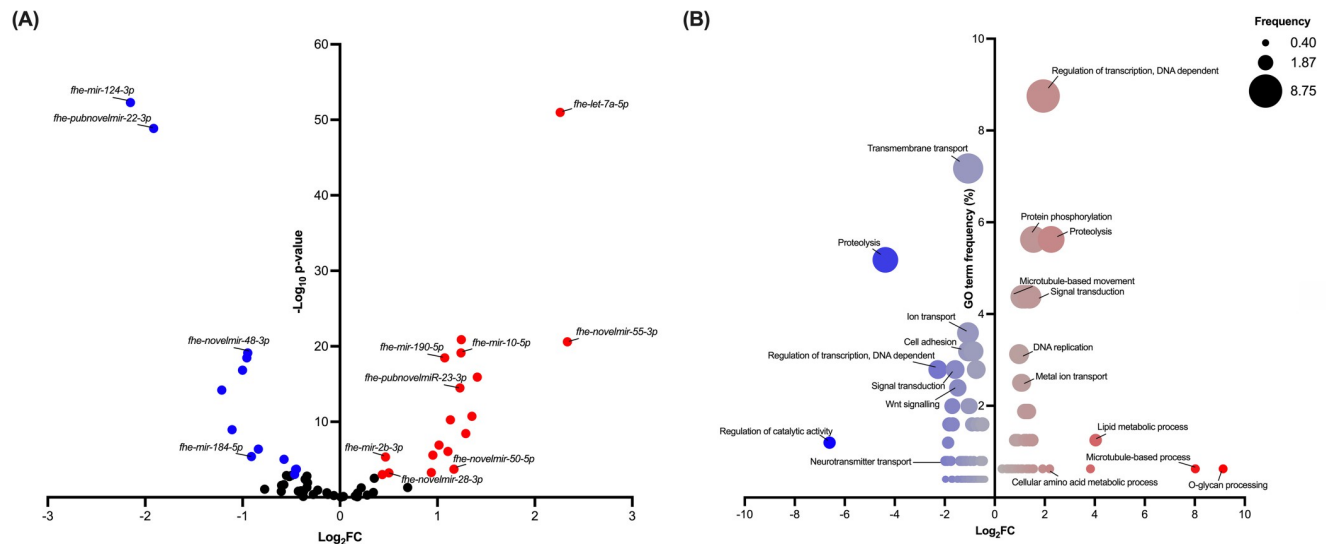 (A)
60
50
40
30
20
10
0
-Log10 p-value
-3
-2
-1
0
1
2
3
Log2FC
fhe-mir-124-3p
fhe-pubnovelmir-22-3p
fhe-let-7a-5p
fhe-novelmir-48-3p
fhe-mir-184-5p
fhe-mir-190-5p
fhe-mir-10-5p
fhe-novelmir-55-3p
fhe-pubnovelmiR-23-3p
fhe-mir-2b-3p
fhe-novelmir-50-5p
fhe-novelmir-28-3p
(B)
Frequency
0.40
1.87
8.75
10
8
6
4
2
GO term frequency (%)
-10
-8
-6
-4
-2
0
2
4
6
8
10
Log2FC
Regulation of transcription, DNA dependent
Transmembrane transport
Protein phosphorylation
Proteolysis
Proteolysis
Microtubule-based movement
Signal transduction
Ion transport
Cell adhesion
Regulation of transcription, DNA dependent
DNA replication
Signal transduction
Metal ion transport
Wnt signalling
Regulation of catalytic activity
Lipid metabolic process
Neurotransmitter transport
Microtubule-based process
Cellular amino acid metabolic process
O-glycan processing